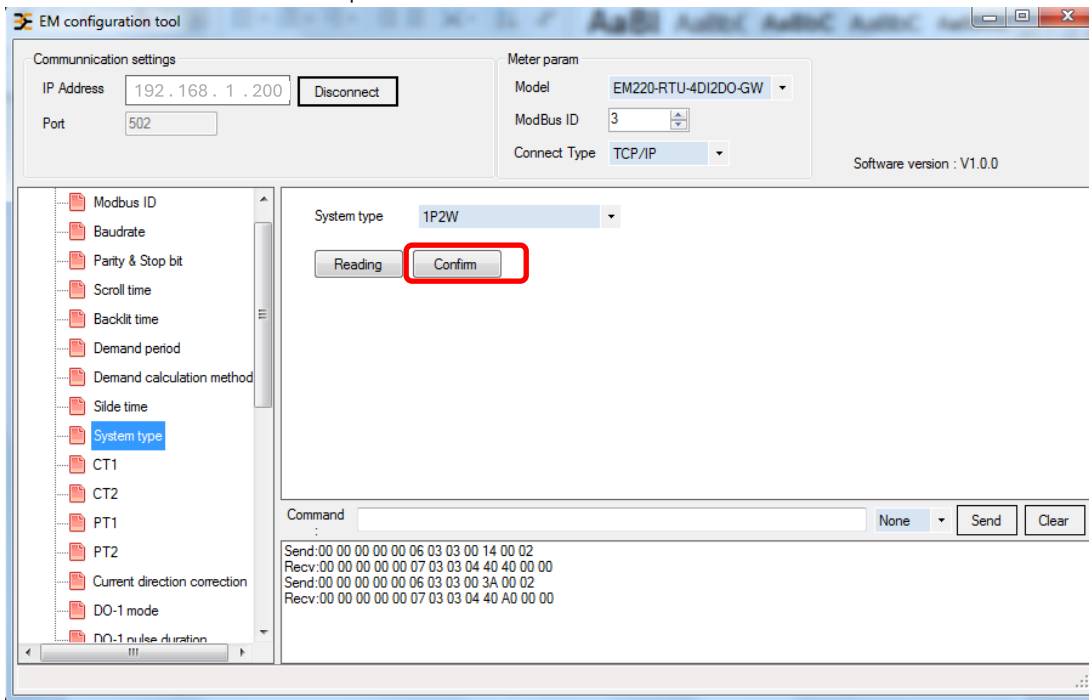 EM configuration tool
Communnication settings
IP Address 192 . 168 . 1 . 200 Disconnect
Port 502
Meter param
Model EM220-RTU-4DI2DO-GW
ModBus ID 3
Connect Type TCP/IP
Software version : V1.0.0
Modbus ID
Baudrate
Parity & Stop bit
Scroll time
Backlit time
Demand period
Demand calculation method
Silde time
System type
CT1
CT2
PT1
PT2
Current direction correction
DO-1 mode
DO-1 pulse duration
System type 1P2W
Reading Confirm
Command : None Send Clear
Send:00 00 00 00 00 06 03 03 00 14 00 02
Recv:00 00 00 00 00 07 03 03 04 40 40 00 00
Send:00 00 00 00 00 06 03 03 00 3A 00 02
Recv:00 00 00 00 00 07 03 03 04 40 A0 00 00